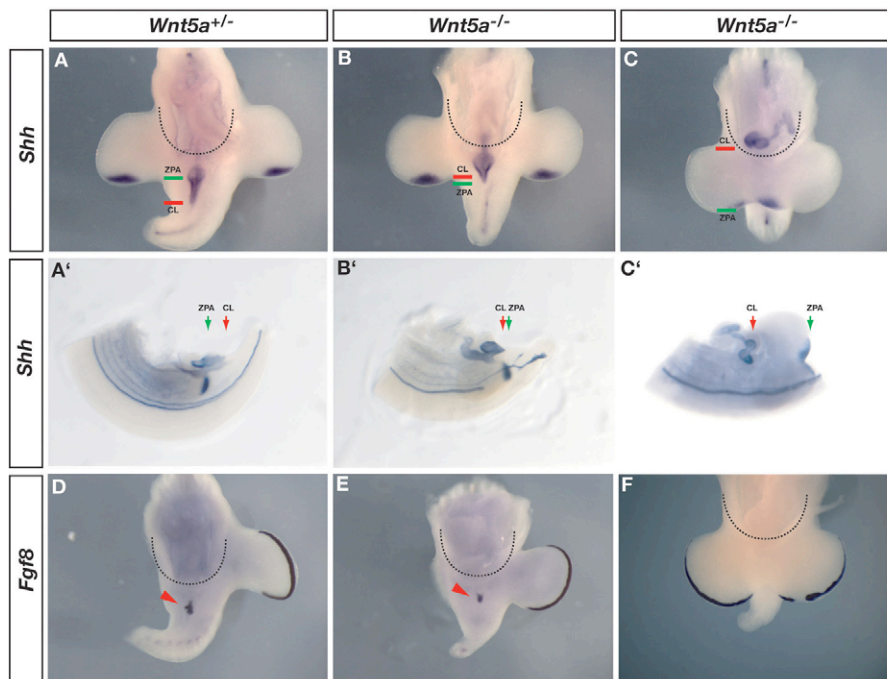 Wnt5a+/- Wnt5a-/- Wnt5a-/-
Shh
A
ZPA
CL
B
CL
ZPA
C
CL
ZPA
Shh
A'
ZPA CL
B'
CL ZPA
C'
CL ZPA
Fgf8
D
E
F